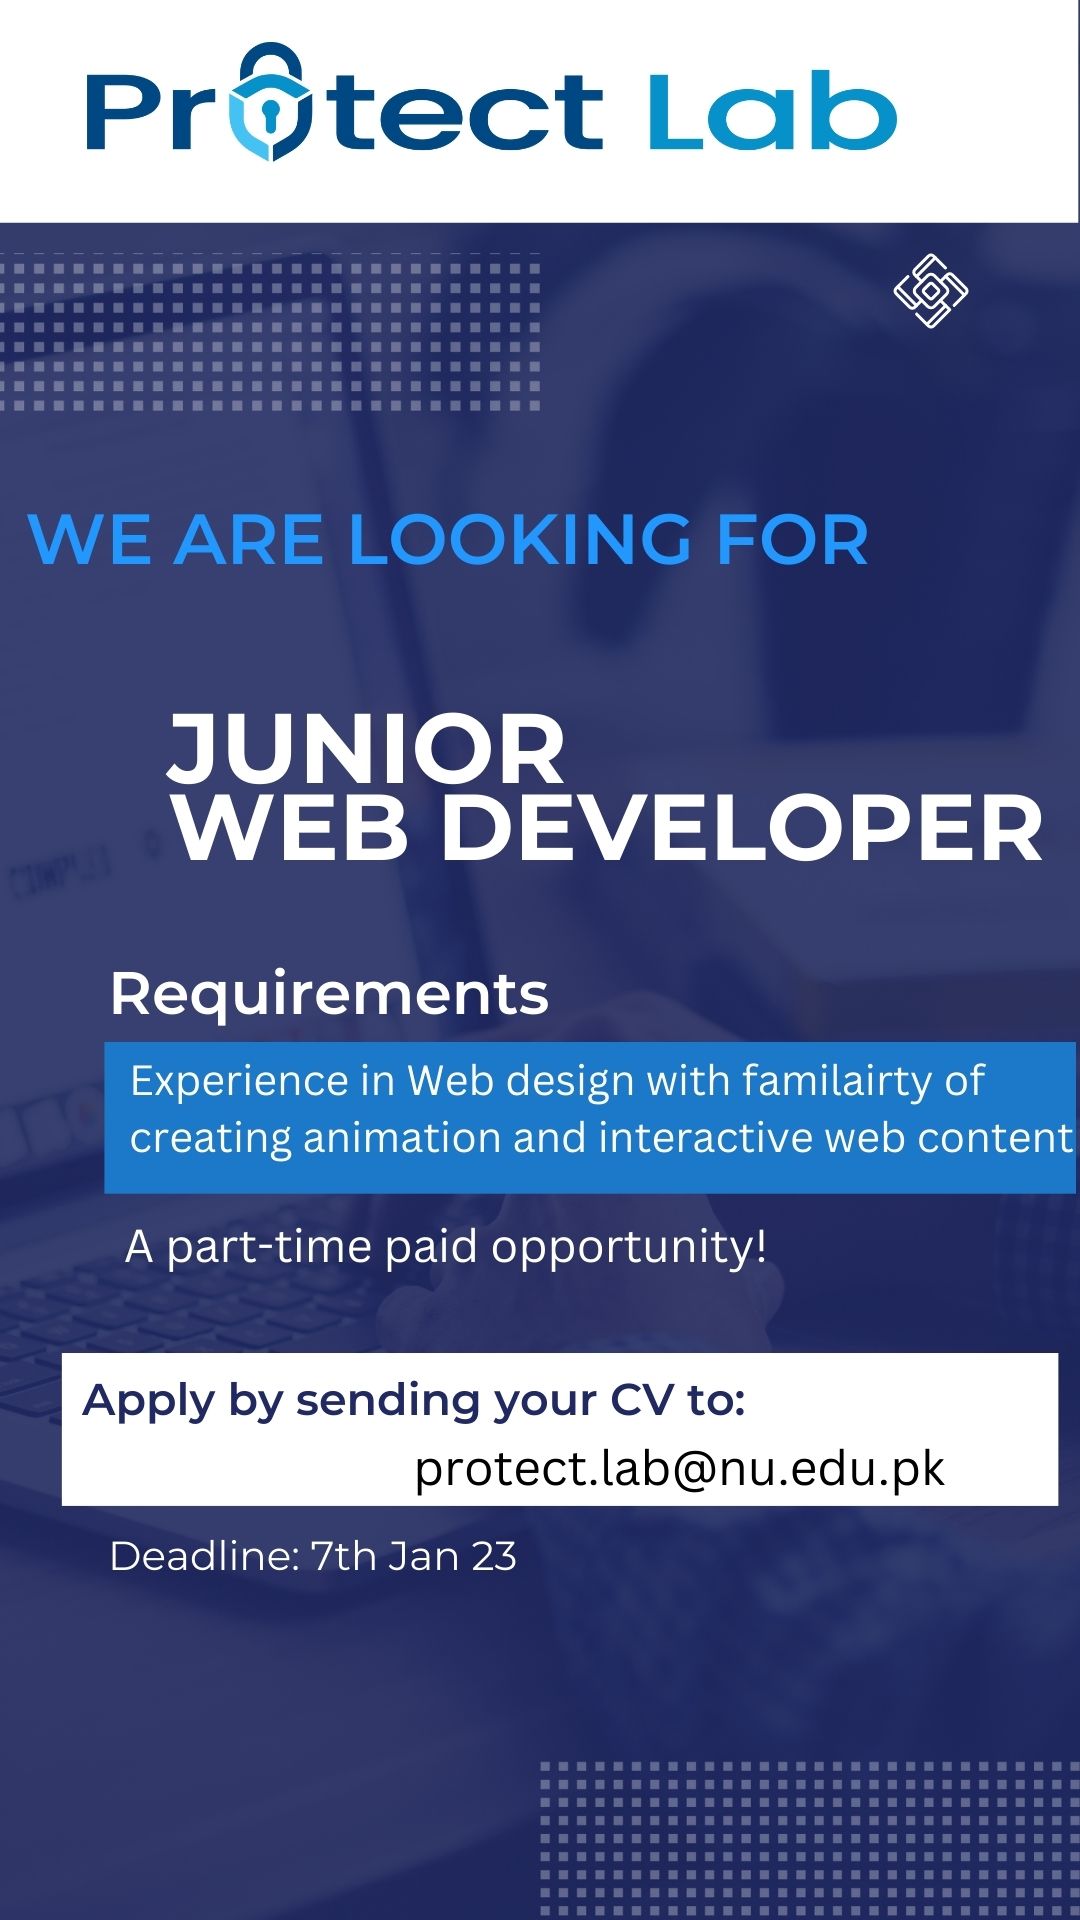 Protect Lab
WE ARE LOOKING FOR
JUNIOR
WEB DEVELOPER
Requirements
Experience in Web design with familairty of
creating animation and interactive web content
A part-time paid opportunity!
Apply by sending your CV to:
protect.lab@nu.edu.pk
Deadline: 7th Jan 23